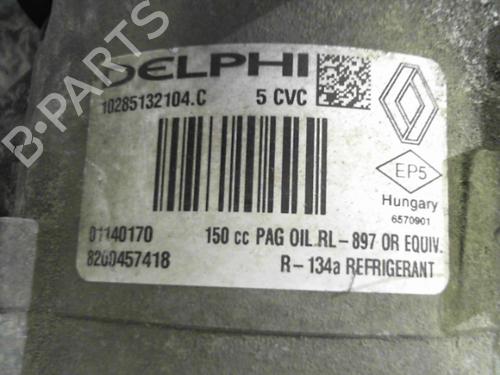 B-PARTS
DELPHI
10285132104.C 5 CVC
EP5
Hungary
6570901
01140170 150 cc PAG OIL RL-897 OR EQUIV.
8200457418 R-134a REFRIGERANT